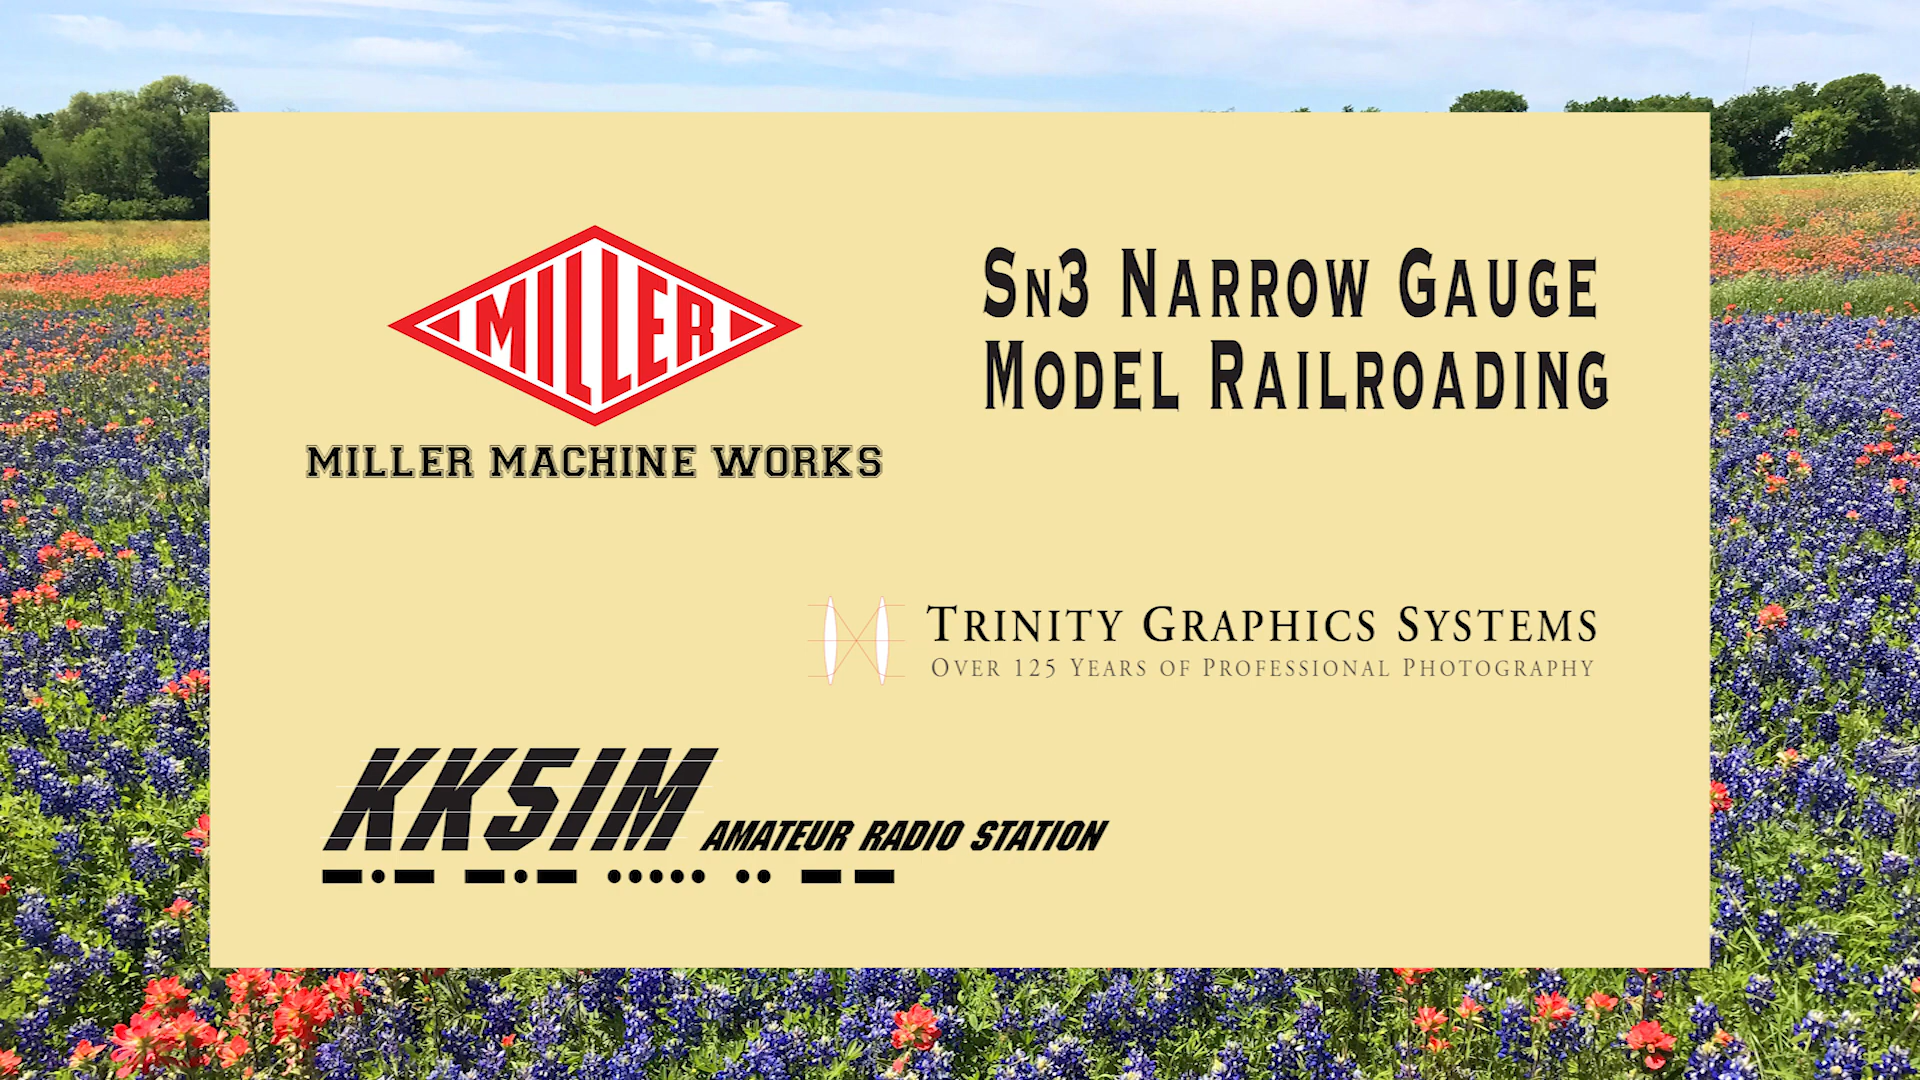 MILLER
MILLER MACHINE WORKS
Sn3 Narrow Gauge
Model Railroading
Trinity Graphics Systems
Over 125 Years of Professional Photography
KK5IM AMATEUR RADIO STATION